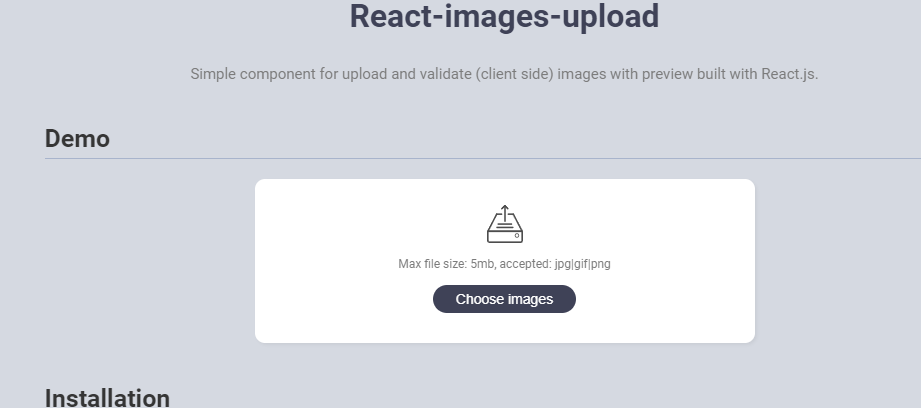 React-images-upload
Simple component for upload and validate (client side) images with preview built with React.js.
Demo
Max file size: 5mb, accepted: jpg|gif|png
Choose images
Installation